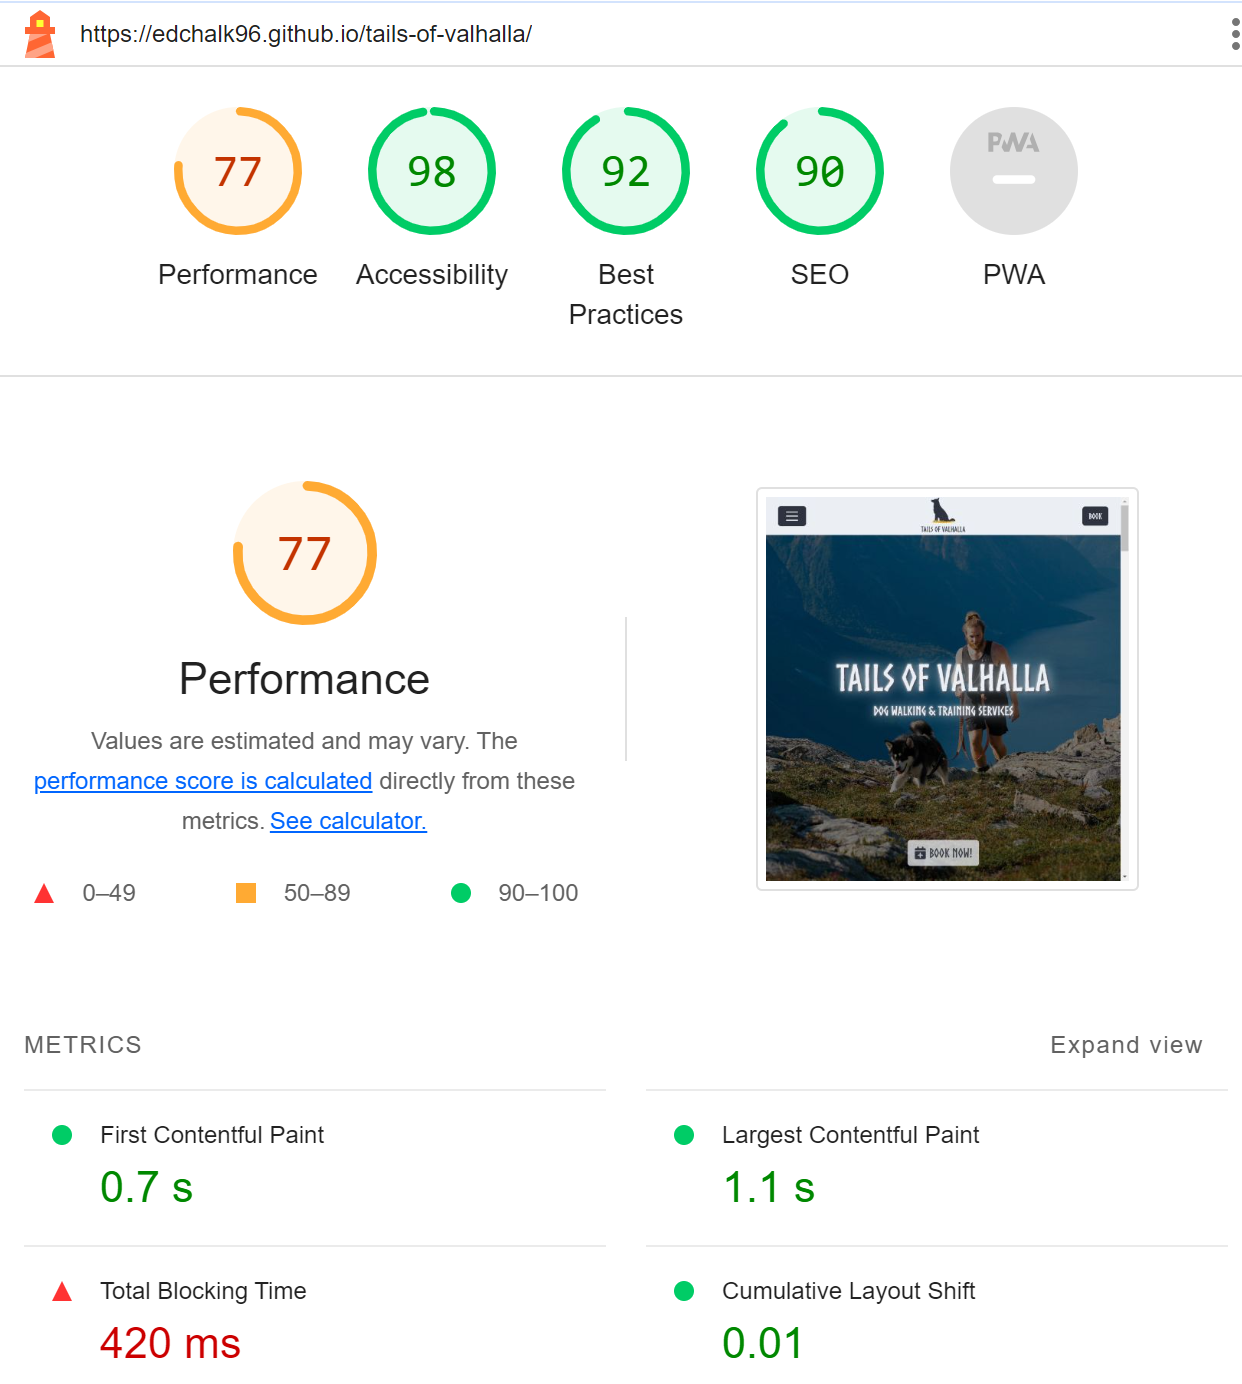 https://edchalk96.github.io/tails-of-valhalla/
77
98
92
90
PWA
Performance
Accessibility
Best
Practices
SEO
PWA
77
Performance
Values are estimated and may vary. The
performance score is calculated directly from these
metrics. See calculator.
0–49
50–89
90–100
TAILS OF VALHALLA
BOOK
TAILS OF VALHALLA
DOG WALKING & TRAINING SERVICES
BOOK NOW!
METRICS
Expand view
First Contentful Paint
0.7 s
Largest Contentful Paint
1.1 s
Total Blocking Time
420 ms
Cumulative Layout Shift
0.01